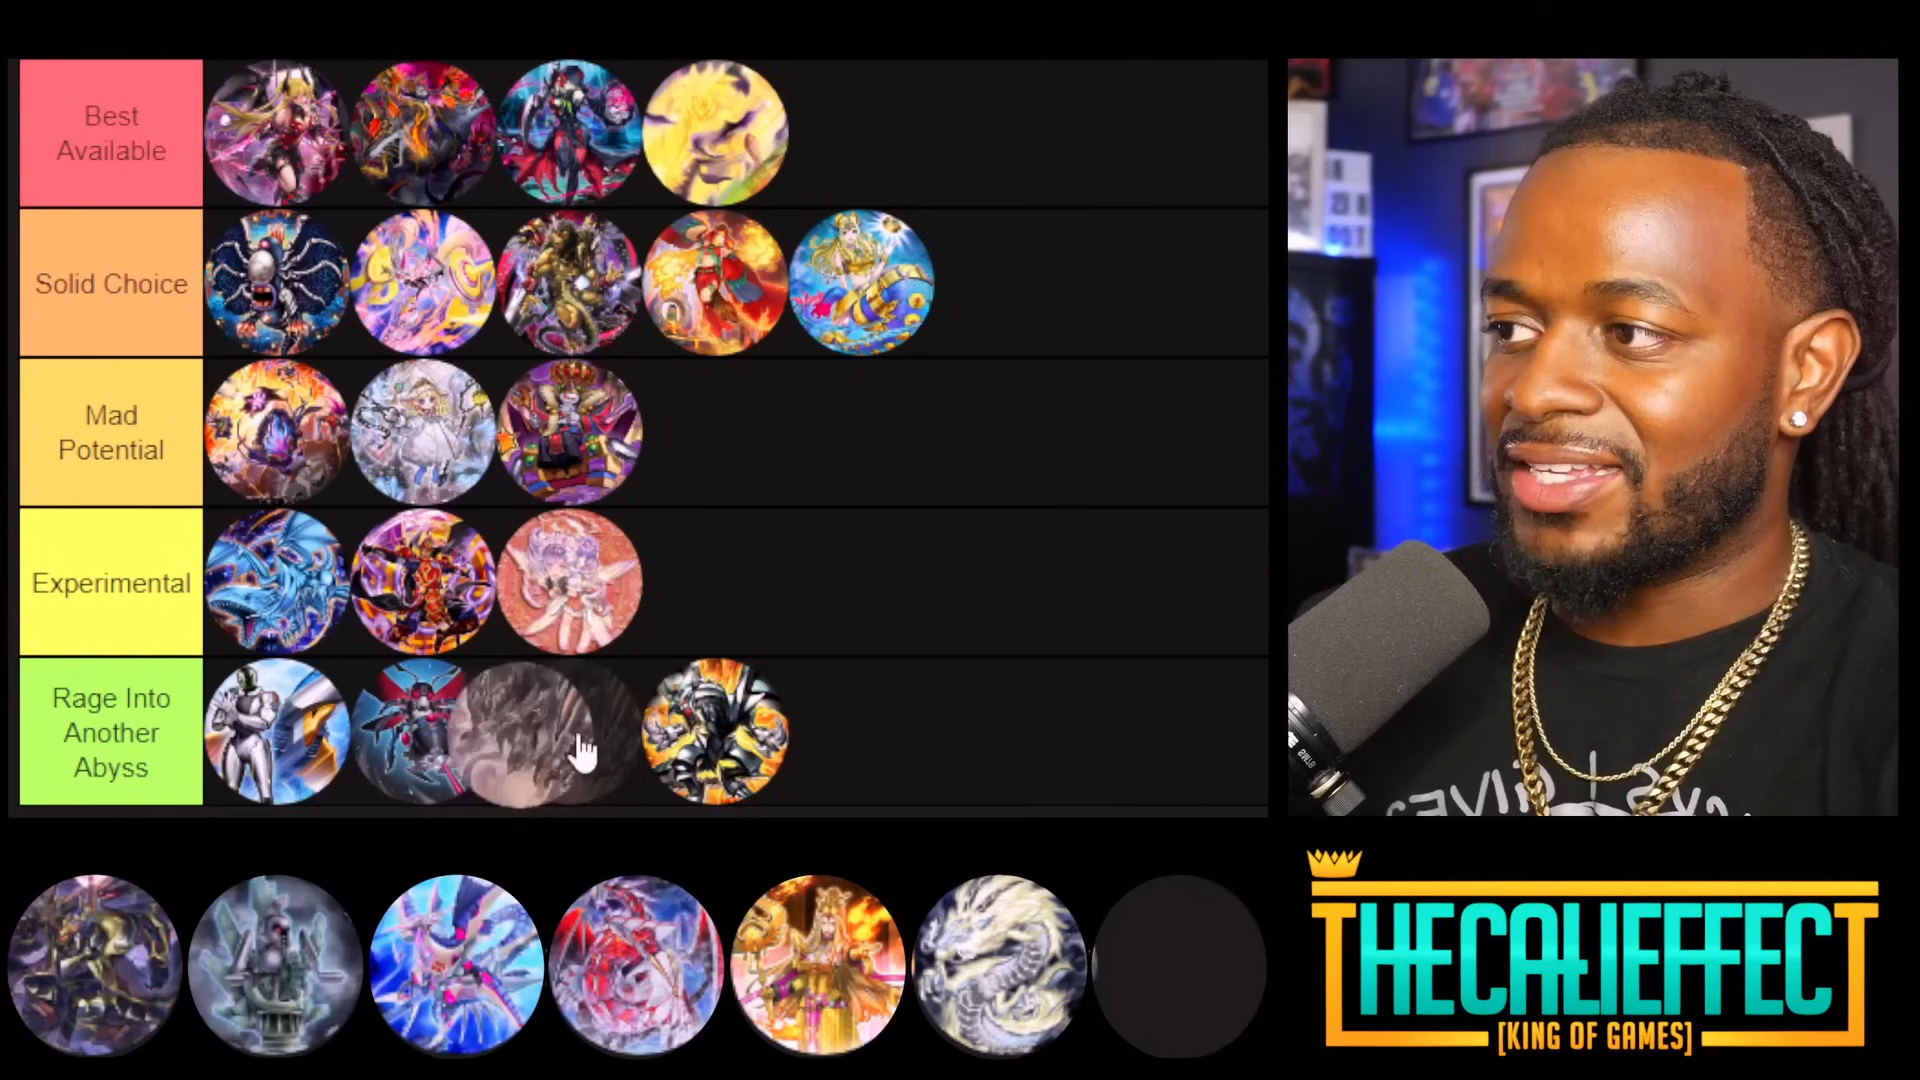 Best
Available
Solid Choice
Mad
Potential
Experimental
Rage Into
Another
Abyss
THECALIEFFECT
[KING OF GAMES]